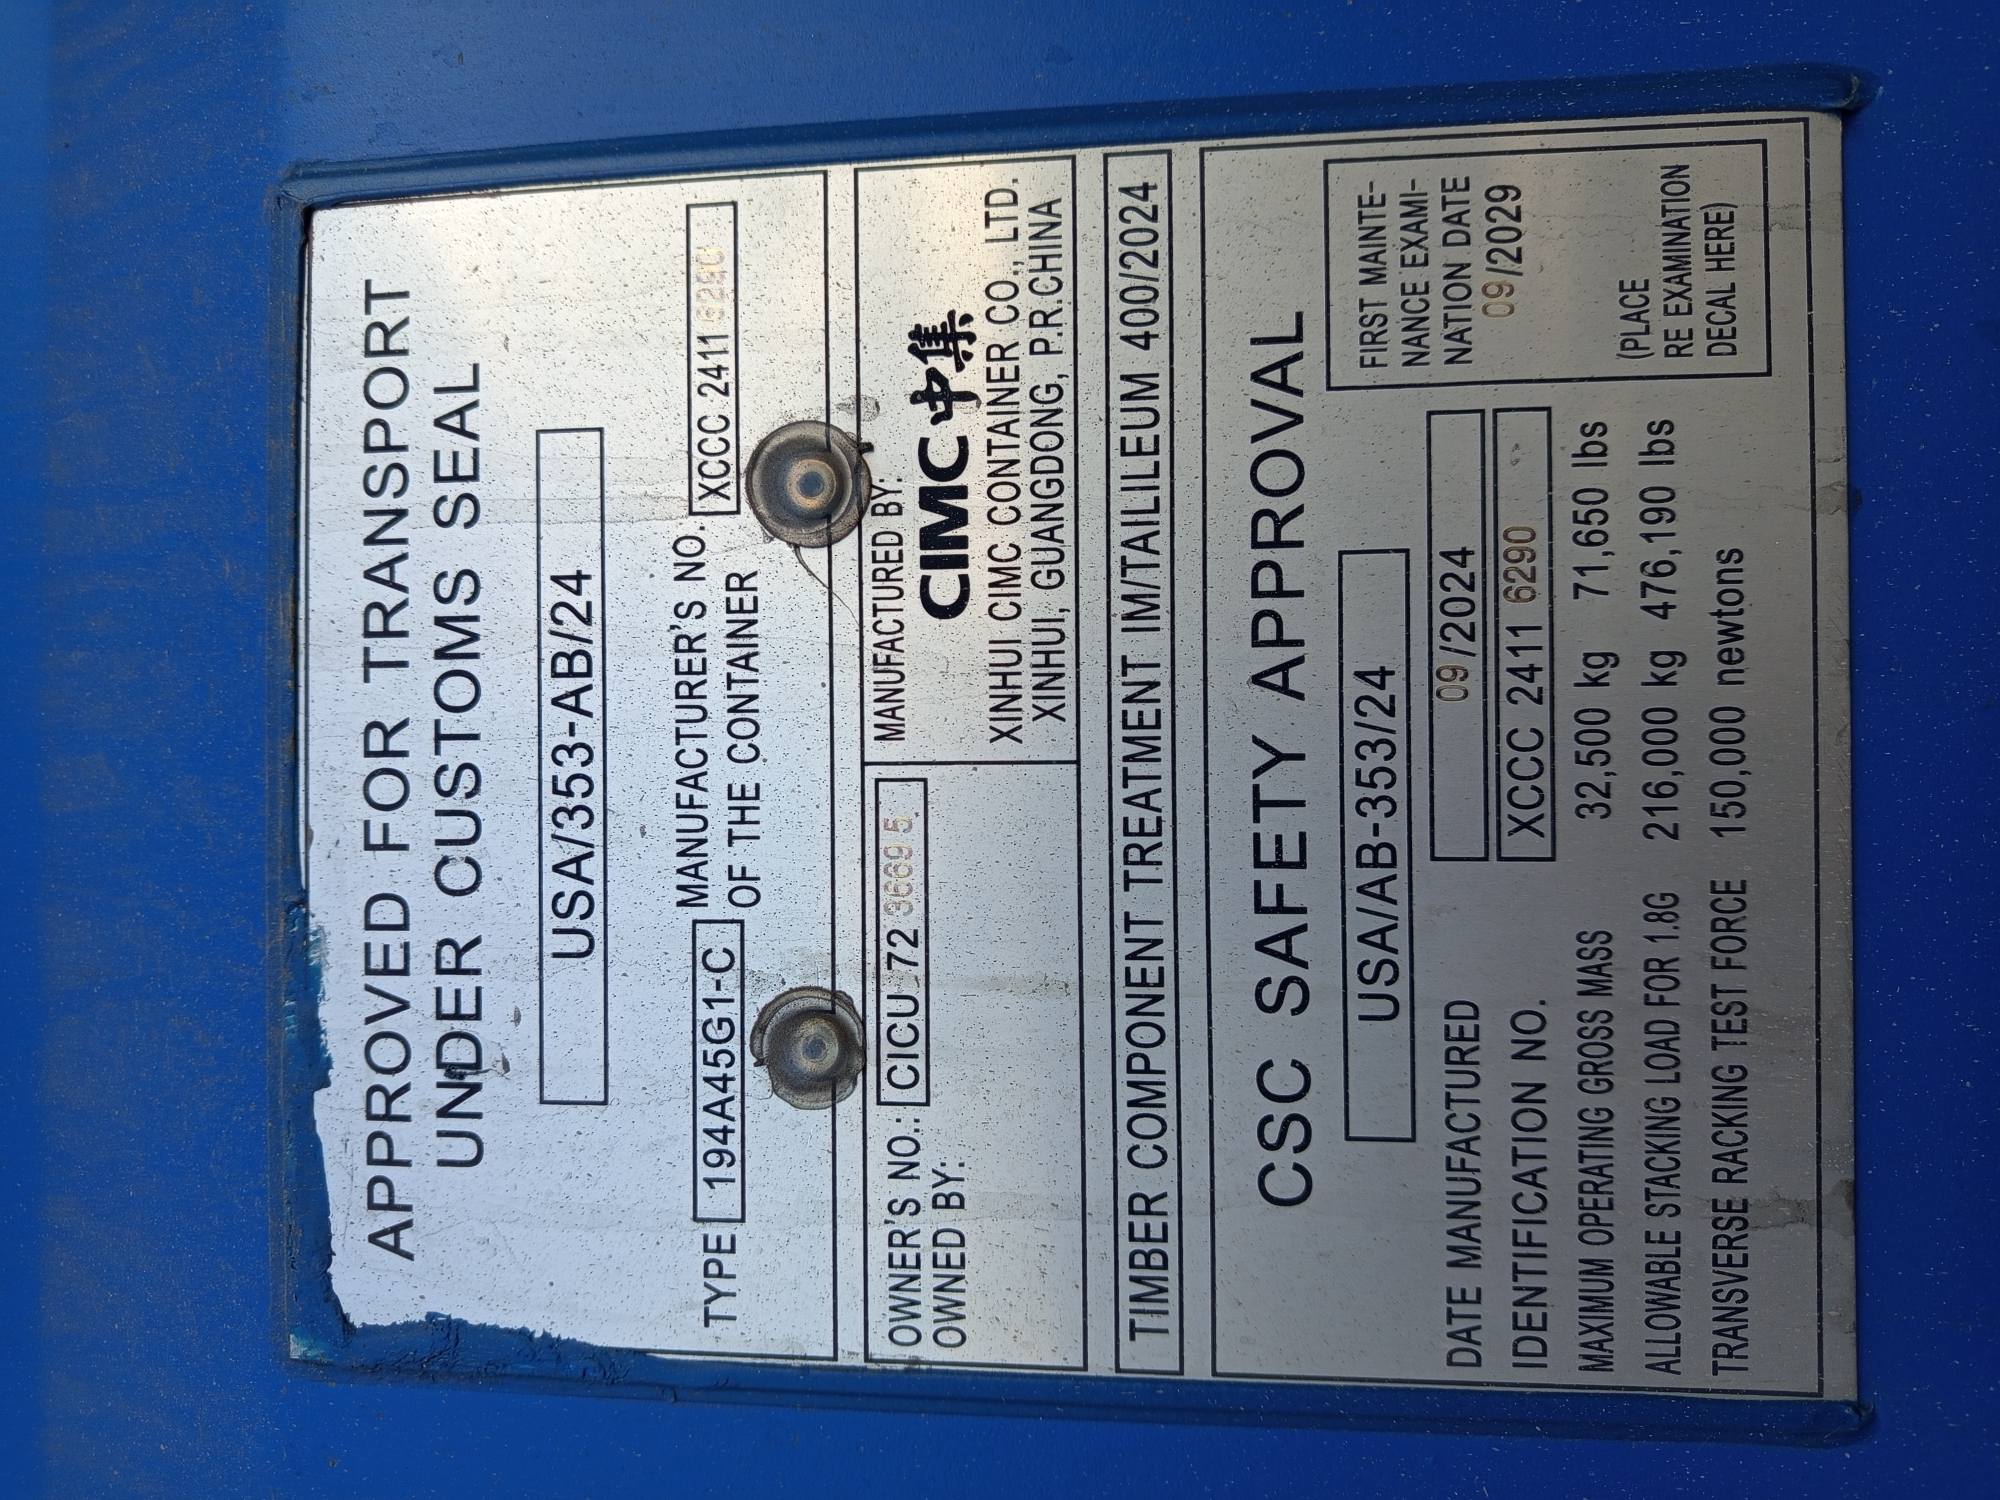 APPROVED FOR TRANSPORT
UNDER CUSTOMS SEAL
USA/353-AB/24
TYPE 194A45G1-C MANUFACTURER'S NO. XCCC 2411 6290
OF THE CONTAINER
OWNER'S NO.: CICU 72 3669 5
OWNED BY:
MANUFACTURED BY:
CIMC 中集
XINHUI CIMC CONTAINER CO., LTD.
XINHUI, GUANGDONG, P.R.CHINA
TIMBER COMPONENT TREATMENT IM/TAILILEUM 400/2024
CSC SAFETY APPROVAL
USA/AB-353/24
DATE MANUFACTURED 09/2024
IDENTIFICATION NO. XCCC 2411 6290
MAXIMUM OPERATING GROSS MASS 32,500 kg 71,650 lbs
ALLOWABLE STACKING LOAD FOR 1.8G 216,000 kg 476,190 lbs
TRANSVERSE RACKING TEST FORCE 150,000 newtons
FIRST MAINTE-
NANCE EXAMI-
NATION DATE
09/2029
(PLACE
RE EXAMINATION
DECAL HERE)